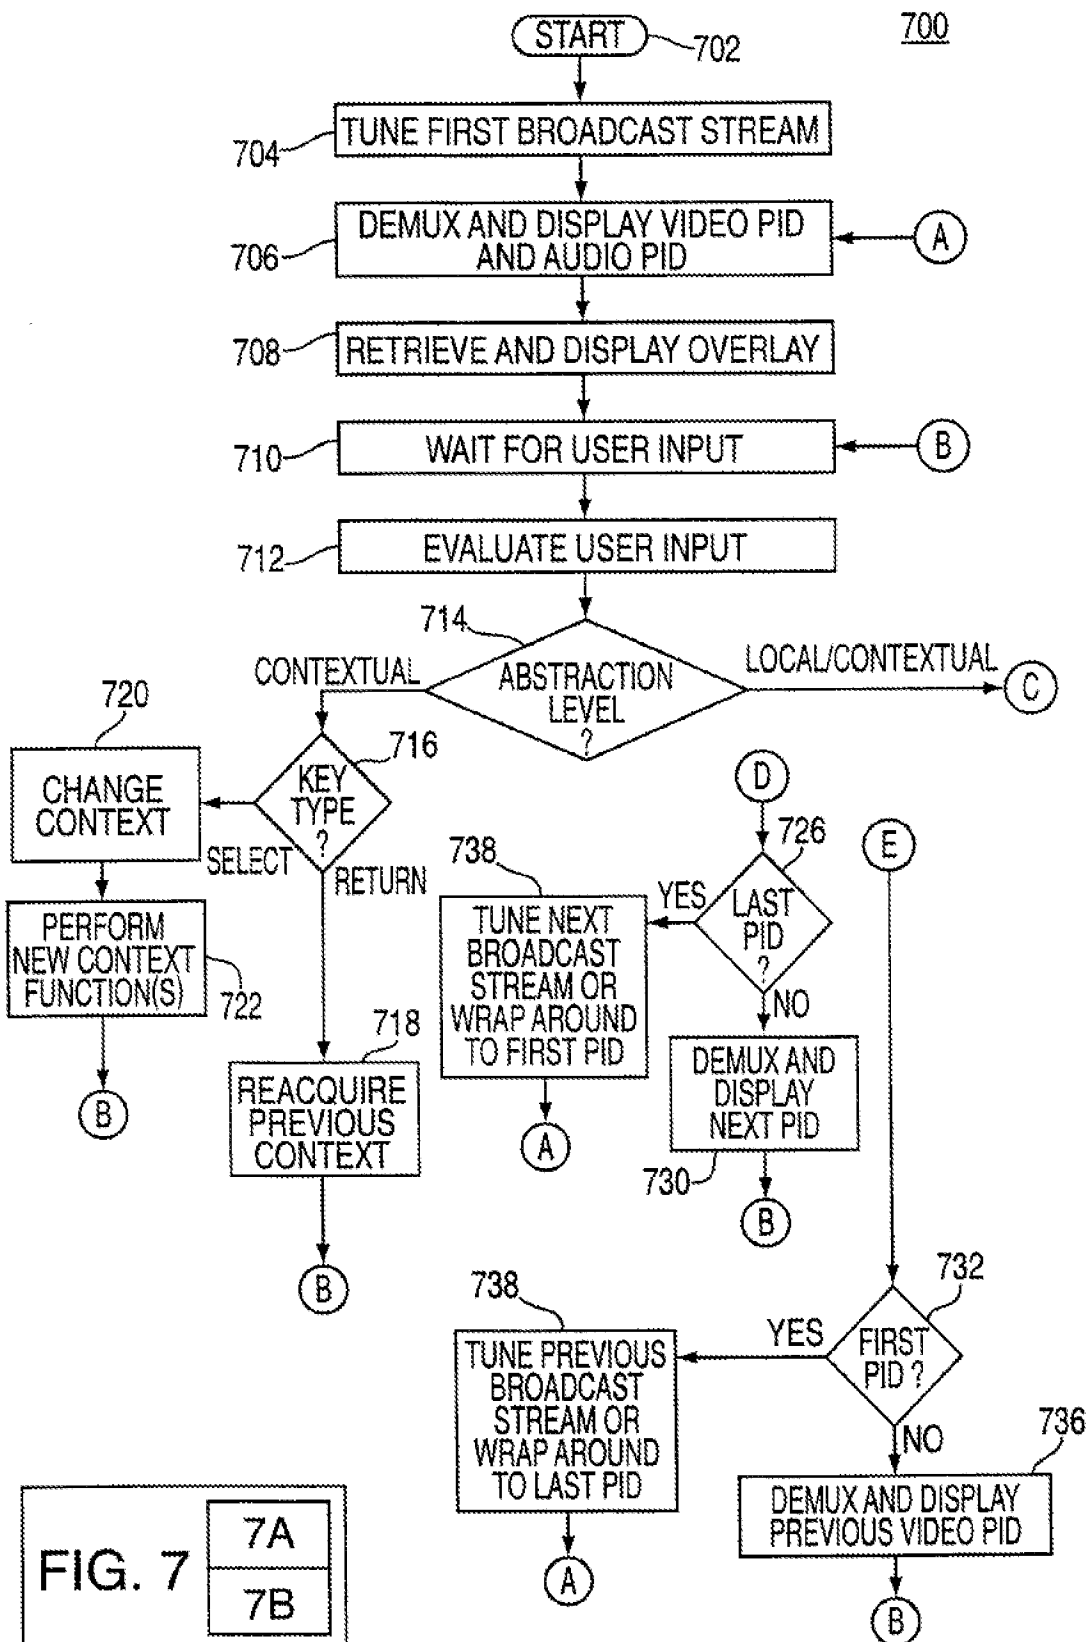 700
START
702
TUNE FIRST BROADCAST STREAM
704
DEMUX AND DISPLAY VIDEO PID
AND AUDIO PID
706
A
RETRIEVE AND DISPLAY OVERLAY
708
WAIT FOR USER INPUT
710
B
EVALUATE USER INPUT
712
714
ABSTRACTION
LEVEL
?
CONTEXTUAL
LOCAL/CONTEXTUAL
C
720
CHANGE
CONTEXT
716
KEY
TYPE
?
SELECT
RETURN
PERFORM
NEW CONTEXT
FUNCTION(S)
722
B
718
REACQUIRE
PREVIOUS
CONTEXT
B
D
726
LAST
PID
?
YES
NO
738
TUNE NEXT
BROADCAST
STREAM OR
WRAP AROUND
TO FIRST PID
A
DEMUX AND
DISPLAY
NEXT PID
730
B
E
732
FIRST
PID ?
YES
NO
738
TUNE PREVIOUS
BROADCAST
STREAM OR
WRAP AROUND
TO LAST PID
A
736
DEMUX AND DISPLAY
PREVIOUS VIDEO PID
B
FIG. 7
7A
7B